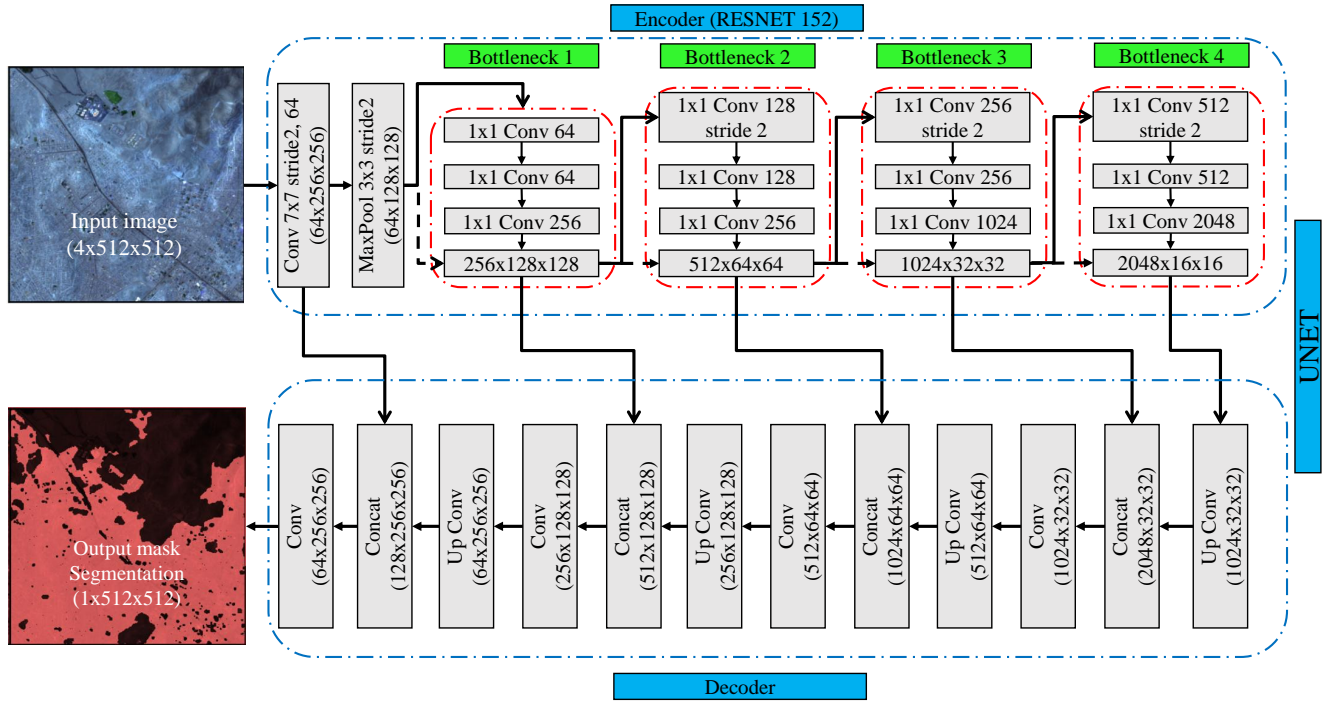 Encoder (RESNET 152)
Bottleneck 1
Bottleneck 2
Bottleneck 3
Bottleneck 4
Input image
(4x512x512)
Conv 7x7 stride2, 64
(64x256x256)
MaxPool 3x3 stride2
(64x128x128)
1x1 Conv 64
1x1 Conv 64
1x1 Conv 256
256x128x128
1x1 Conv 128
stride 2
1x1 Conv 128
1x1 Conv 256
512x64x64
1x1 Conv 256
stride 2
1x1 Conv 256
1x1 Conv 1024
1024x32x32
1x1 Conv 512
stride 2
1x1 Conv 512
1x1 Conv 2048
2048x16x16
UNET
Output mask
Segmentation
(1x512x512)
Conv
(64x256x256)
Concat
(128x256x256)
Up Conv
(64x256x256)
Conv
(256x128x128)
Concat
(512x128x128)
Up Conv
(256x128x128)
Conv
(512x64x64)
Concat
(1024x64x64)
Up Conv
(512x64x64)
Conv
(1024x32x32)
Concat
(2048x32x32)
Up Conv
(1024x32x32)
Decoder